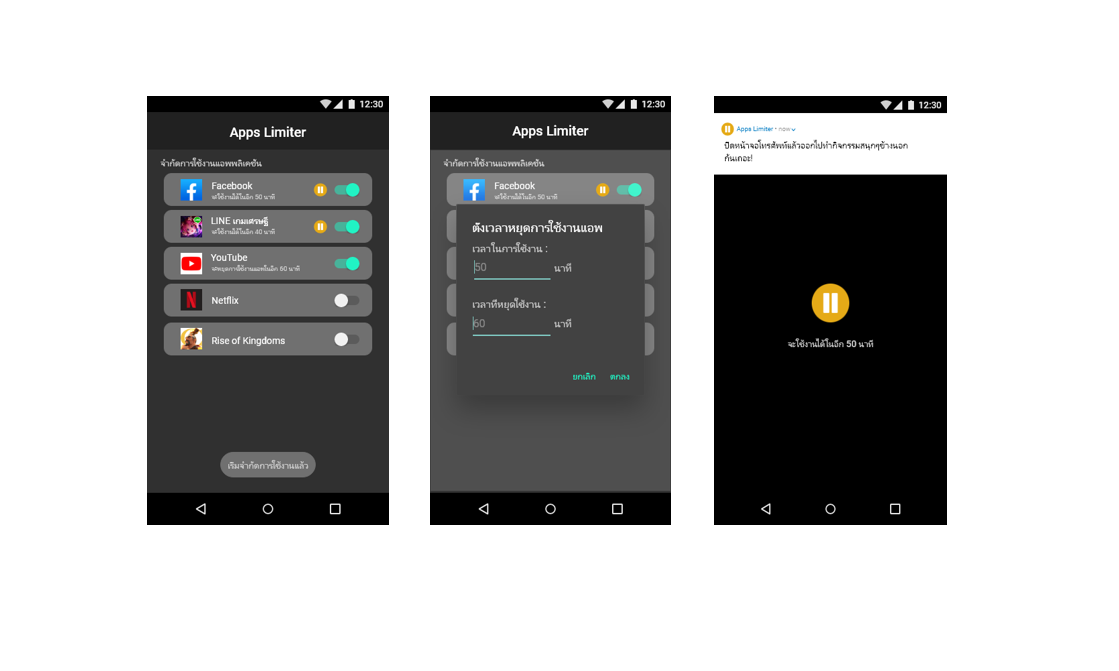 12:30
Apps Limiter
จำกัดการใช้งานแอพพลิเคชัน
Facebook
จะใช้งานได้ในอีก 50 นาที
LINE เกมเศรษฐี
จะใช้งานได้ในอีก 40 นาที
YouTube
จะหยุดการใช้งานแอพในอีก 60 นาที
Netflix
Rise of Kingdoms
เริ่มจำกัดการใช้งานแล้ว
12:30
Apps Limiter
จำกัดการใช้งานแอพพลิเคชัน
Facebook
จะใช้งานได้ในอีก 50 นาที
ตั้งเวลาหยุดการใช้งานแอพ
เวลาในการใช้งาน :
50 นาที
เวลาที่หยุดใช้งาน :
60 นาที
ยกเลิก ตกลง
12:30
Apps Limiter • now
ปิดหน้าจอโทรศัพท์แล้วออกไปทำกิจกรรมสนุกๆข้างนอก
กันเถอะ!
จะใช้งานได้ในอีก 50 นาที